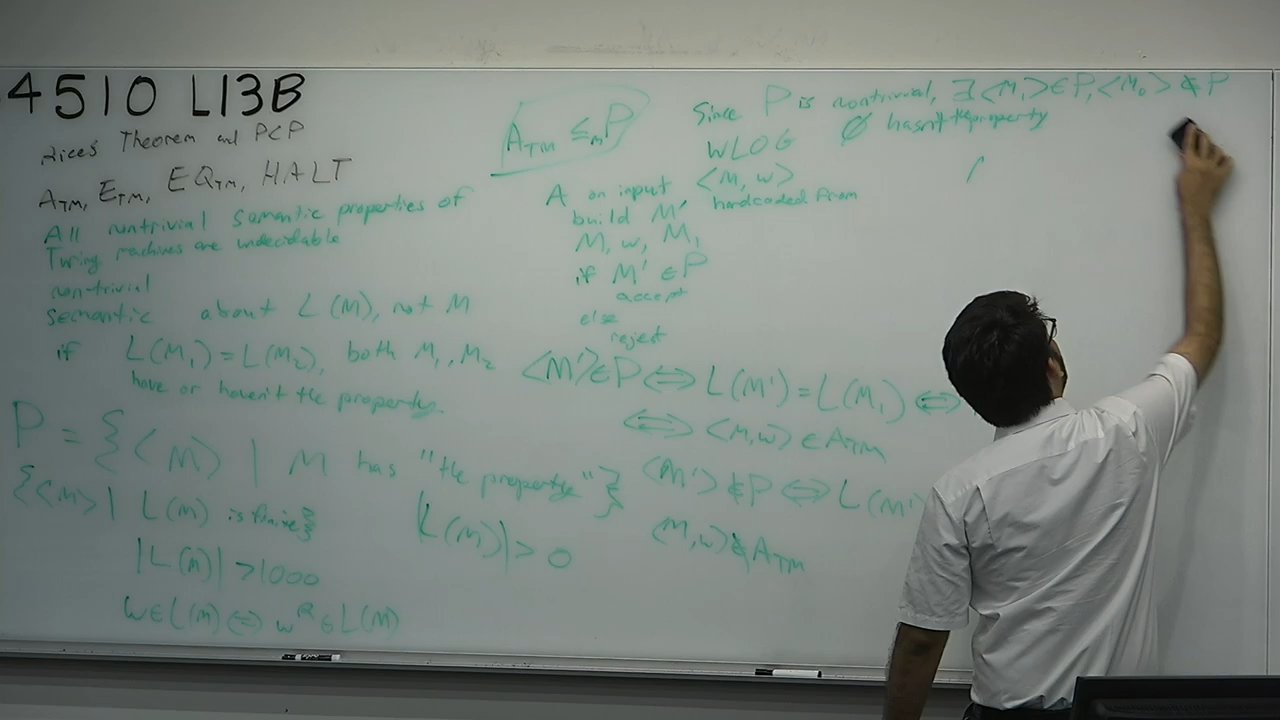 4510 L13B
Rice's Theorem and PCP
A_TM, E_TM, EQ_TM, HALT
All nontrivial semantic properties of
Turing machines are undecidable
nontrivial
semantic about L(M), not M
if L(M₁)=L(M₂), both M₁, M₂
have or haven't the property.
P = {⟨M⟩ | M has "the property"}
{⟨M⟩ | L(M) is finite}
|L(M)| > 1000
|L(M)| > 0
w∈L(M) ⇔ w^R ∈ L(M)
A_TM ≤_m P
Since P is nontrivial, ∃⟨M₁⟩∈P, ⟨M₀⟩∉P
WLOG ∅ hasn't the property
A on input ⟨M, w⟩
build M', hardcoded from
M, w, M₁
if M' ∈ P
accept
else
reject
⟨M'⟩∈P ⇔ L(M') = L(M₁) ⇔
⇔ ⟨M,w⟩ ∈ A_TM
⟨M'⟩ ∉ P ⇔ L(M')
⟨M,w⟩ ∉ A_TM